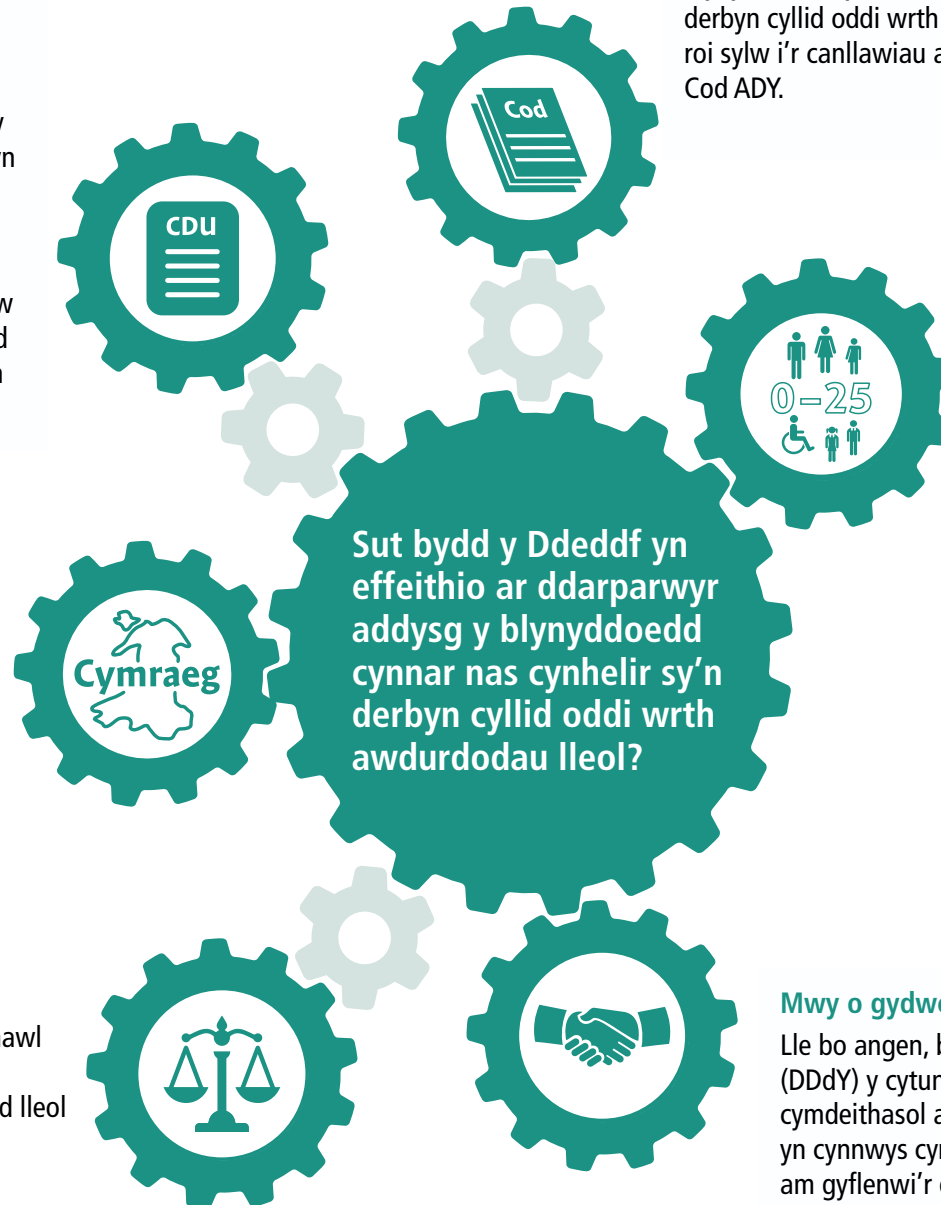 derbyn cyllid oddi wrth
roi sylw i'r canllawiau a
Cod ADY.
Cod
CDU
0–25
Cymraeg
Sut bydd y Ddeddf yn
effeithio ar ddarparwyr
addysg y blynyddoedd
cynnar nas cynhelir sy'n
derbyn cyllid oddi wrth
awdurdodau lleol?
d lleol
Mwy o gydwe
Lle bo angen, b
(DDdY) y cytun
cymdeithasol a
yn cynnwys cyn
am gyflenwi'r